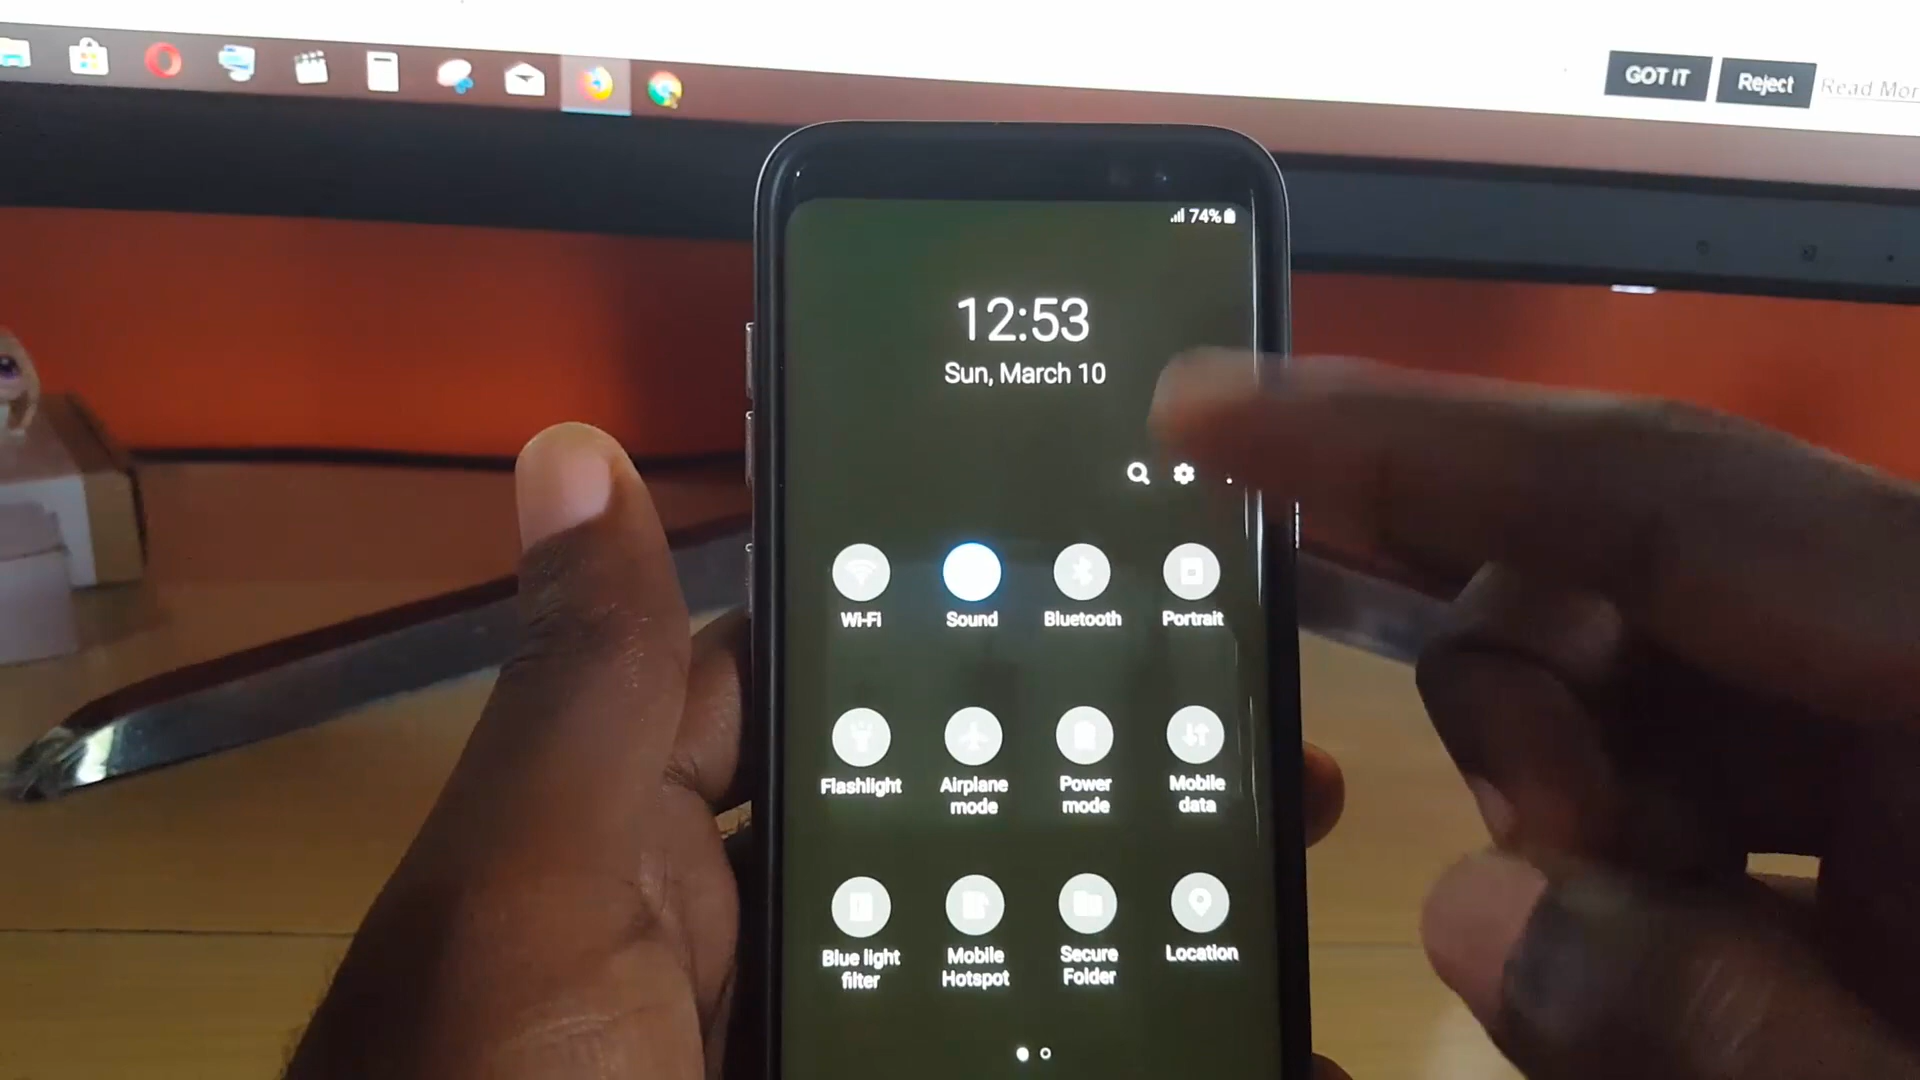 GOT IT
Reject
Read Mor
74%
12:53
Sun, March 10
Wi-Fi
Sound
Bluetooth
Portrait
Flashlight
Airplane
mode
Power
mode
Mobile
data
Blue light
filter
Mobile
Hotspot
Secure
Folder
Location